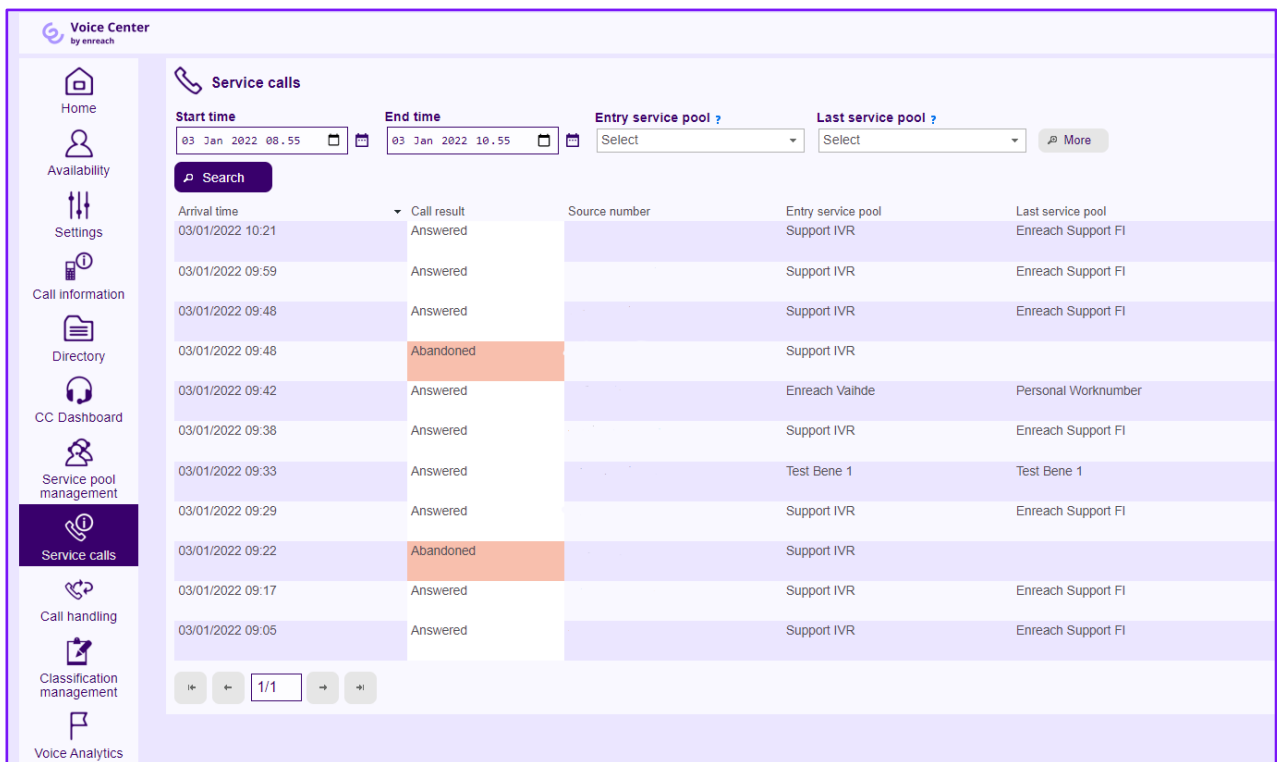 Voice Center
by enreach
Home
Availability
Settings
Call information
Directory
CC Dashboard
Service pool
management
Service calls
Call handling
Classification
management
Voice Analytics
Service calls
Start time End time Entry service pool ? Last service pool ?
03 Jan 2022 08.55 03 Jan 2022 10.55 Select Select More
Search
Arrival time Call result Source number Entry service pool Last service pool
03/01/2022 10:21 Answered Support IVR Enreach Support FI
03/01/2022 09:59 Answered Support IVR Enreach Support FI
03/01/2022 09:48 Answered Support IVR Enreach Support FI
03/01/2022 09:48 Abandoned Support IVR
03/01/2022 09:42 Answered Enreach Vaihde Personal Worknumber
03/01/2022 09:38 Answered Support IVR Enreach Support FI
03/01/2022 09:33 Answered Test Bene 1 Test Bene 1
03/01/2022 09:29 Answered Support IVR Enreach Support FI
03/01/2022 09:22 Abandoned Support IVR
03/01/2022 09:17 Answered Support IVR Enreach Support FI
03/01/2022 09:05 Answered Support IVR Enreach Support FI
1/1